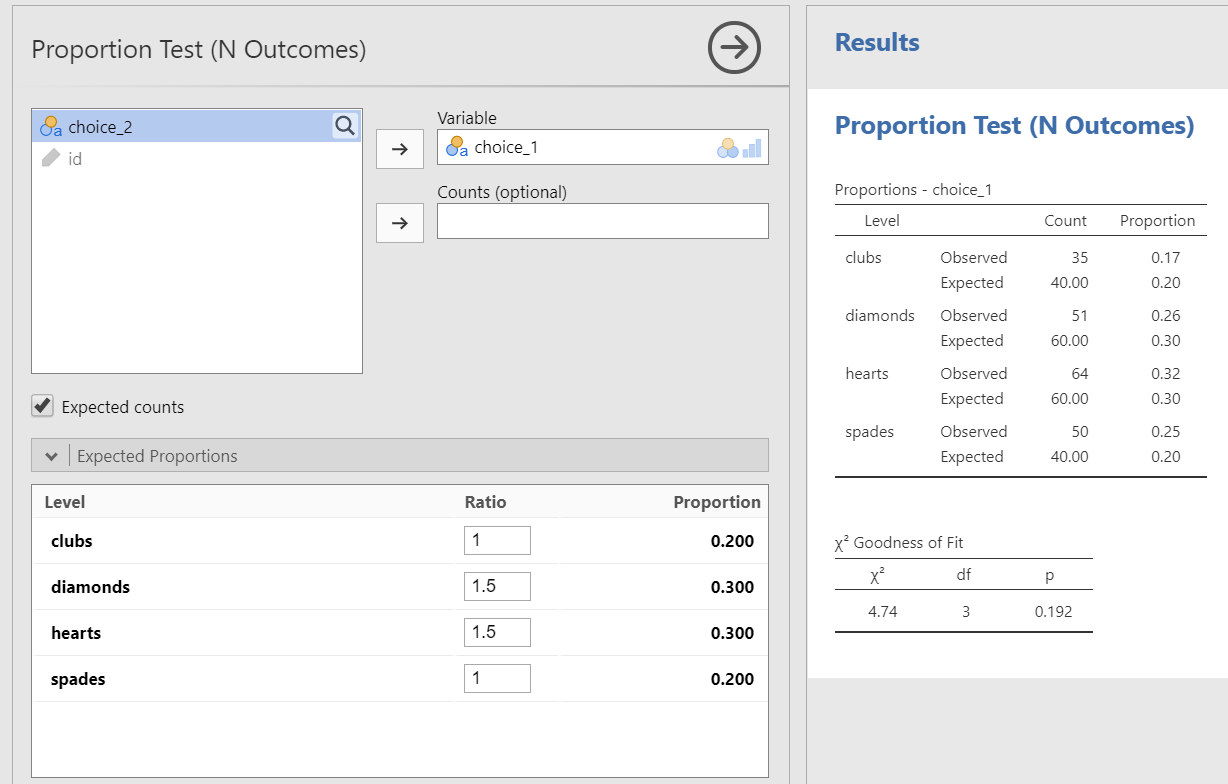 Proportion Test (N Outcomes)
choice_2
id
Variable
choice_1
Counts (optional)
Expected counts
Expected Proportions
Level Ratio Proportion
clubs 1 0.200
diamonds 1.5 0.300
hearts 1.5 0.300
spades 1 0.200
Results
Proportion Test (N Outcomes)
Proportions - choice_1
Level Count Proportion
clubs Observed 35 0.17
Expected 40.00 0.20
diamonds Observed 51 0.26
Expected 60.00 0.30
hearts Observed 64 0.32
Expected 60.00 0.30
spades Observed 50 0.25
Expected 40.00 0.20
χ² Goodness of Fit
χ² df p
4.74 3 0.192